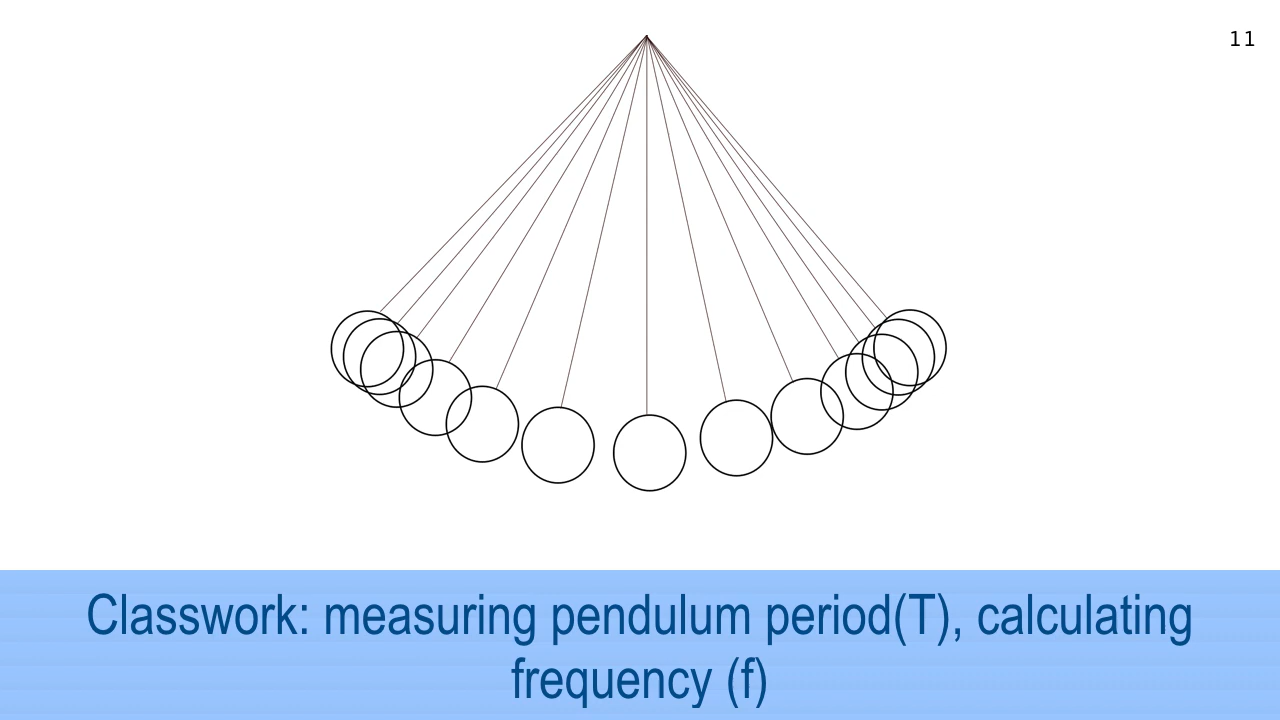 11
Classwork: measuring pendulum period(T), calculating
frequency (f)